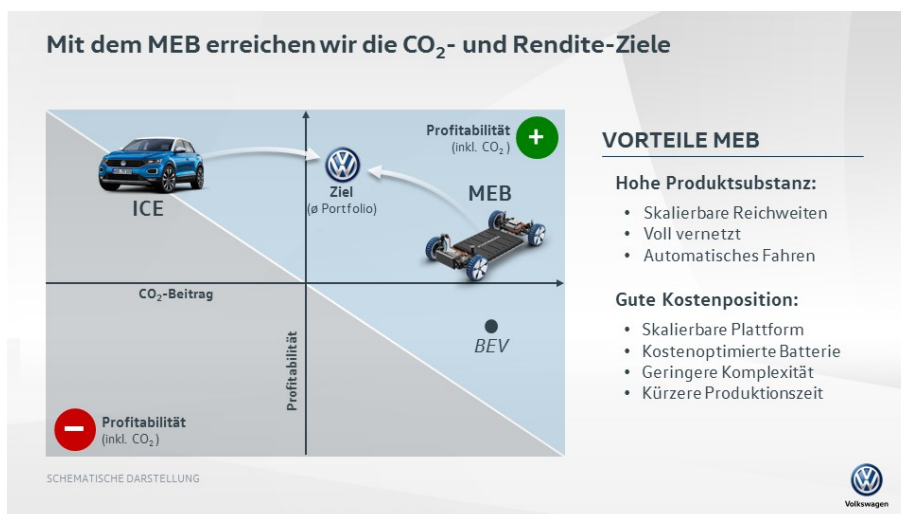 Mit dem MEB erreichen wir die CO₂- und Rendite-Ziele
Profitabilität
(inkl. CO₂)
+
ICE
Ziel
(ø Portfolio)
MEB
CO₂-Beitrag
Profitabilität
BEV
−
Profitabilität
(inkl. CO₂)
VORTEILE MEB
Hohe Produktsubstanz:
• Skalierbare Reichweiten
• Voll vernetzt
• Automatisches Fahren
Gute Kostenposition:
• Skalierbare Plattform
• Kostenoptimierte Batterie
• Geringere Komplexität
• Kürzere Produktionszeit
SCHEMATISCHE DARSTELLUNG
Volkswagen